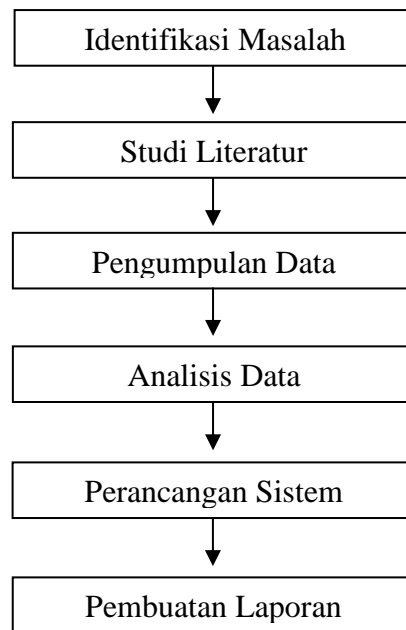 Identifikasi Masalah
Studi Literatur
Pengumpulan Data
Analisis Data
Perancangan Sistem
Pembuatan Laporan